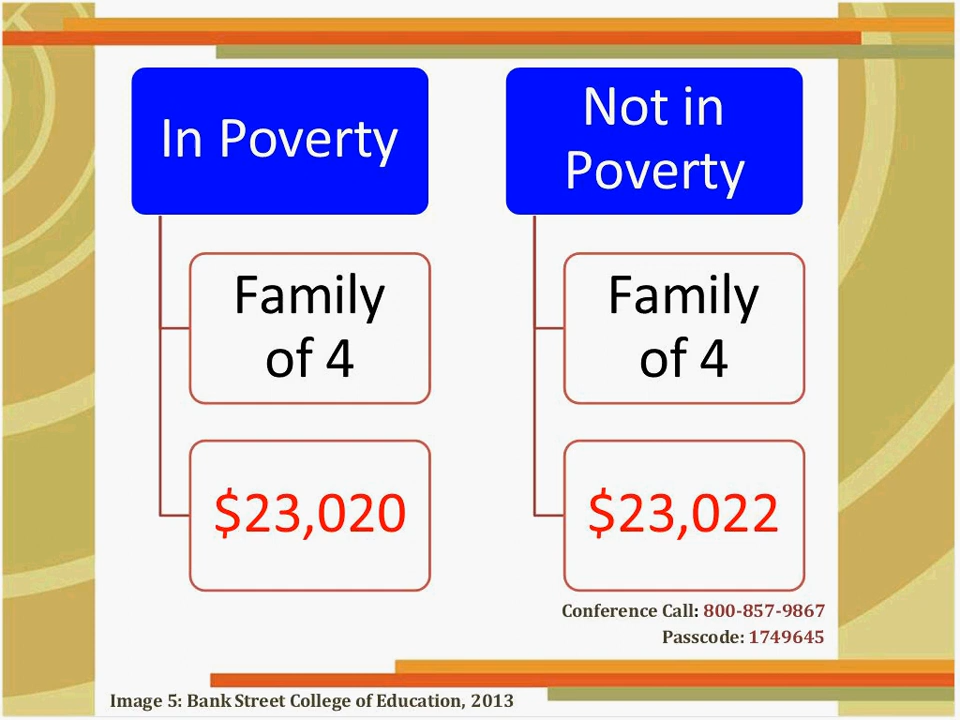 In Poverty
Family
of 4
$23,020
Not in
Poverty
Family
of 4
$23,022
Conference Call: 800-857-9867
Passcode: 1749645
Image 5: Bank Street College of Education, 2013